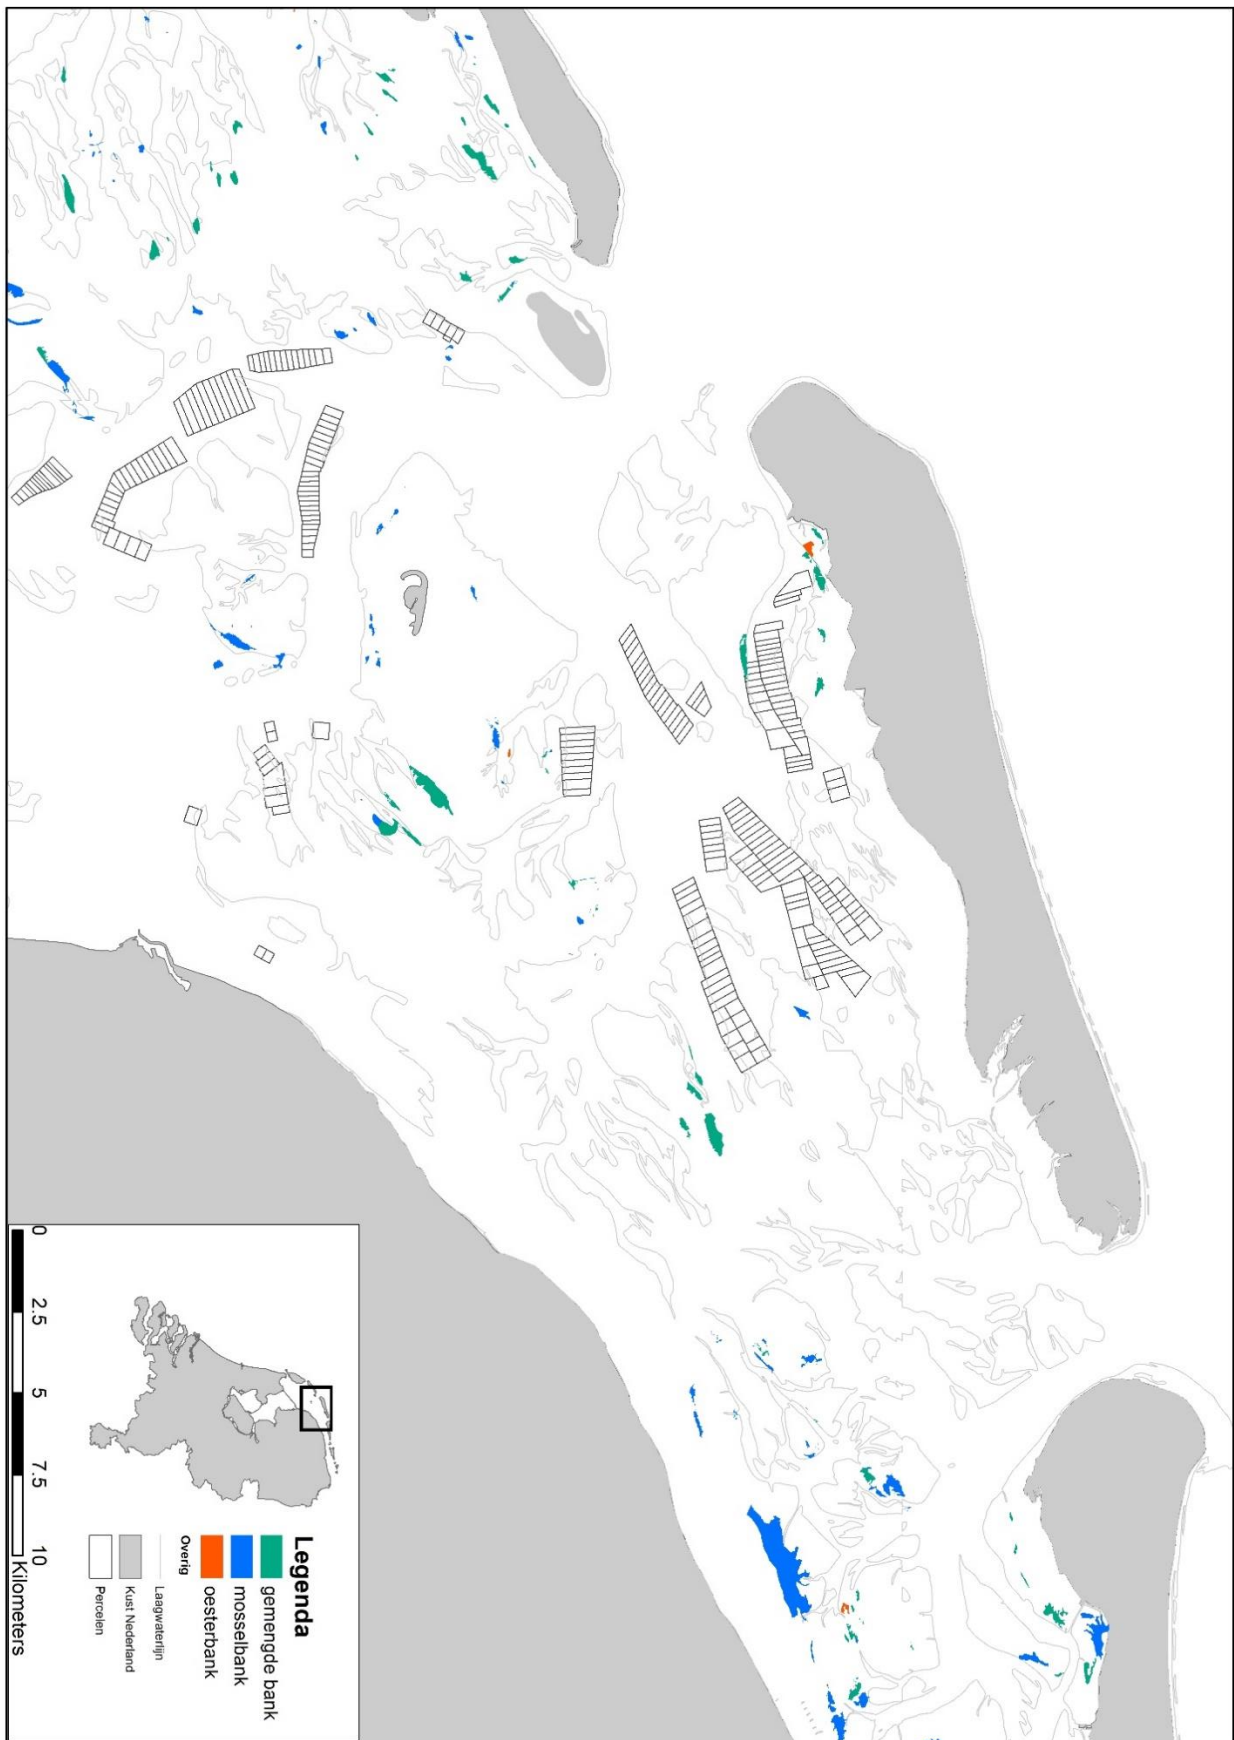 Legenda
gemengde bank
mosselbank
oesterbank
Overig
Laagwaterlijn
Kust Nederland
Percelen
0 2.5 5 7.5 10
Kilometers